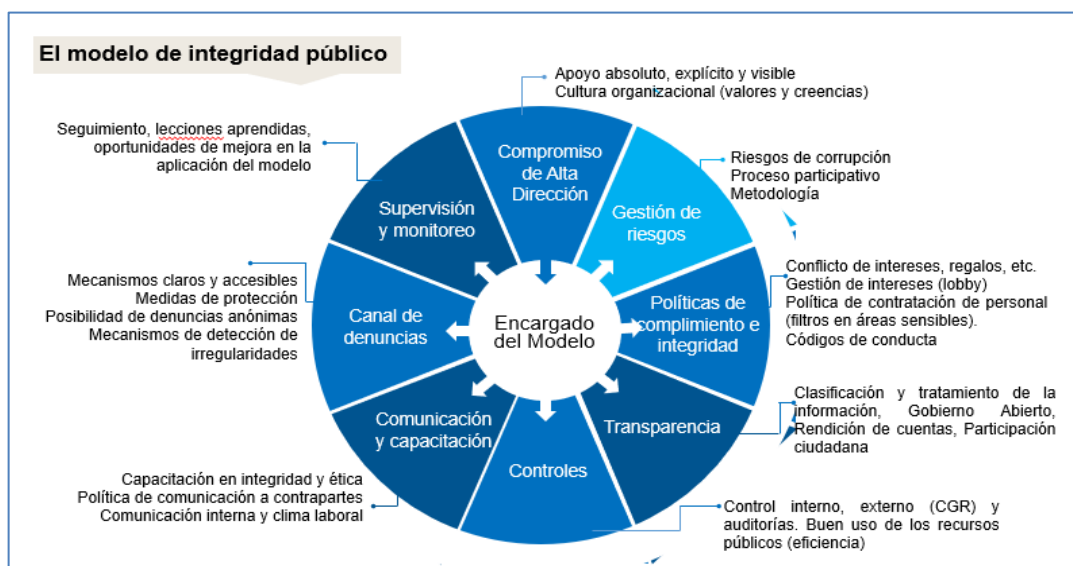 El modelo de integridad público
Apoyo absoluto, explícito y visible
Cultura organizacional (valores y creencias)
Compromiso
de Alta
Dirección
Riesgos de corrupción
Proceso participativo
Metodología
Gestión de
riesgos
Conflicto de intereses, regalos, etc.
Gestión de intereses (lobby)
Política de contratación de personal
(filtros en áreas sensibles).
Códigos de conducta
Políticas de
complimiento e
integridad
Clasificación y tratamiento de la
información, Gobierno Abierto,
Rendición de cuentas, Participación
ciudadana
Transparencia
Control interno, externo (CGR) y
auditorías. Buen uso de los recursos
públicos (eficiencia)
Controles
Capacitación en integridad y ética
Política de comunicación a contrapartes
Comunicación interna y clima laboral
Comunicación
y capacitación
Mecanismos claros y accesibles
Medidas de protección
Posibilidad de denuncias anónimas
Mecanismos de detección de
irregularidades
Canal de
denuncias
Seguimiento, lecciones aprendidas,
oportunidades de mejora en la
aplicación del modelo
Supervisión
y monitoreo
Encargado
del Modelo